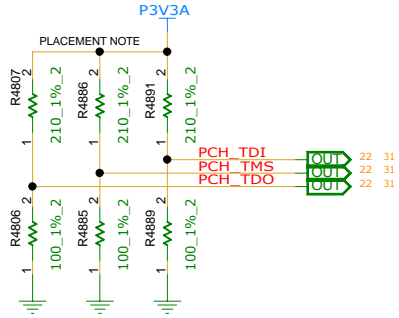 P3V3A
PLACEMENT NOTE
R4807 2 1 210_1%_2
R4886 2 1 210_1%_2
R4891 2 1 210_1%_2
PCH_TDI OUT 22 31
PCH_TMS OUT 22 31
PCH_TDO OUT 22 31
R4806 2 1 100_1%_2
R4885 2 1 100_1%_2
R4889 2 1 100_1%_2